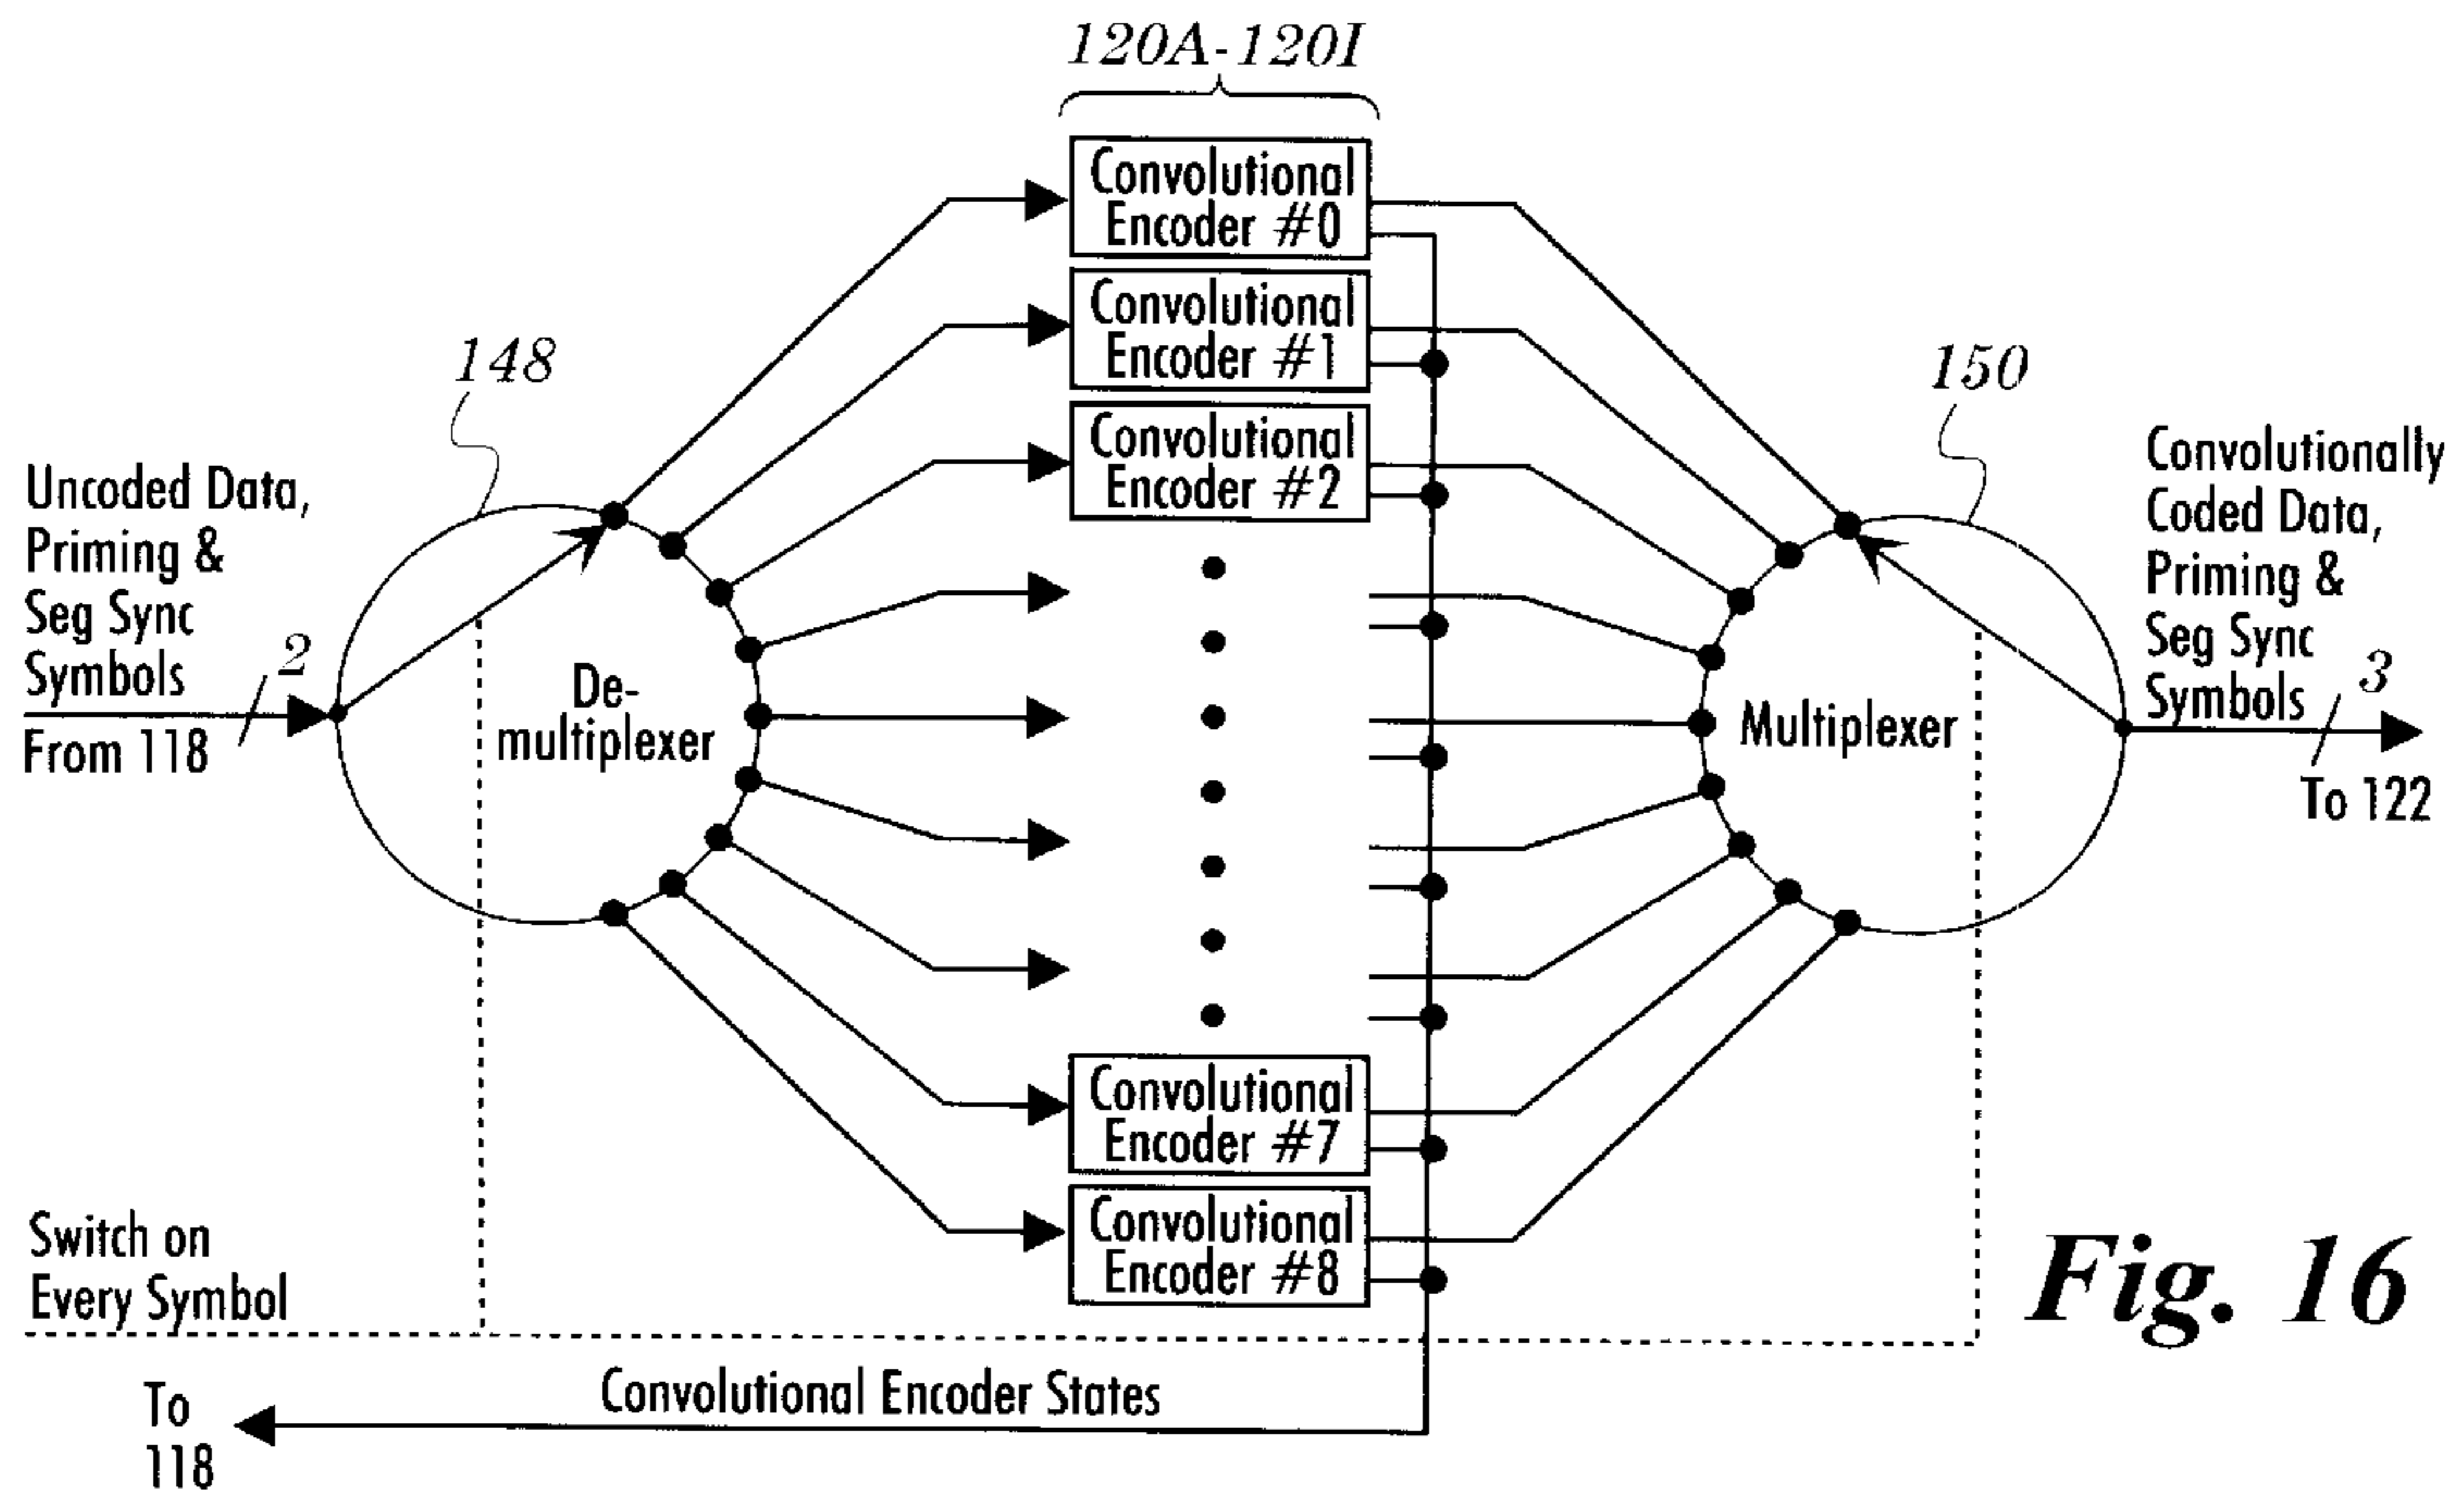 120A-120I
Convolutional
Encoder #0
Convolutional
Encoder #1
Convolutional
Encoder #2
148
150
Uncoded Data,
Priming &
Seg Sync
Symbols
2
From 118
De-
multiplexer
Multiplexer
Convolutionally
Coded Data,
Priming &
Seg Sync
Symbols
3
To 122
Convolutional
Encoder #7
Convolutional
Encoder #8
Switch on
Every Symbol
Convolutional Encoder States
To
118
Fig. 16